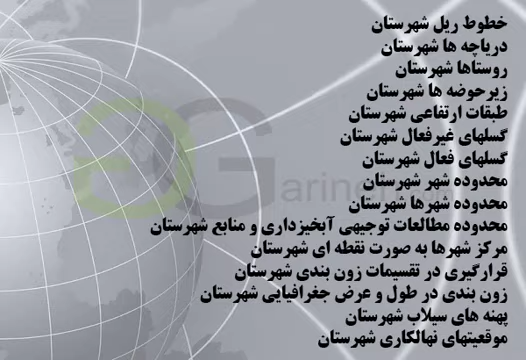 خطوط ریل شهرستان
دریاچه ها شهرستان
روستاها شهرستان
زیرحوضه ها شهرستان
طبقات ارتفاعی شهرستان
گسلهای غیرفعال شهرستان
گسلهای فعال شهرستان
محدوده شهر شهرستان
محدوده شهرها شهرستان
محدوده مطالعات توجیهی آبخیزداری و منابع شهرستان
مرکز شهرها به صورت نقطه ای شهرستان
قرارگیری در تقسیمات زون بندی شهرستان
زون بندی در طول و عرض جغرافیایی شهرستان
پهنه های سیلاب شهرستان
موقعیتهای نهالکاری شهرستان